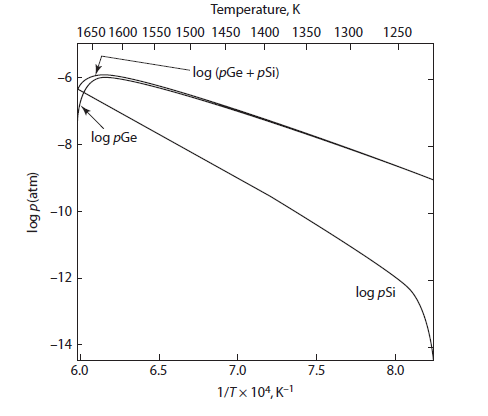 Temperature, K
1650 1600 1550 1500 1450 1400 1350 1300 1250
log (pGe + pSi)
log pGe
log pSi
log p(atm)
−6
−8
−10
−12
−14
6.0 6.5 7.0 7.5 8.0
1/T × 10⁴, K⁻¹